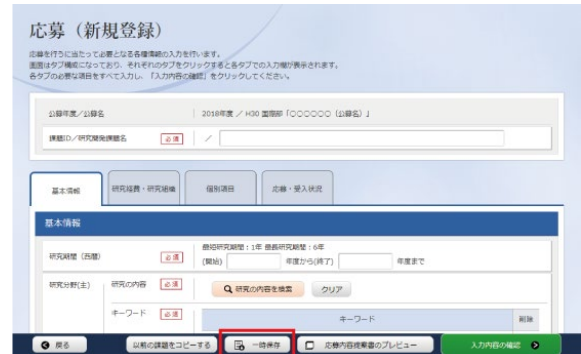 応募（新規登録）
応募を行うに当たって必要となる各種情報の入力を行います。
画面はタブ構成になっており、それぞれのタブをクリックすると各タブでの入力欄が表示されます。
各タブの必要な項目をすべて入力し、「入力内容の確認」をクリックしてください。
公募年度／公募名 2018年度 / H30 国際部「〇〇〇〇〇〇（公募名）」
課題ID／研究開発課題名 必須 /
基本情報 研究経費・研究組織 個別項目 応募・受入状況
基本情報
研究期間（西暦） 必須 最短研究期間：1年 最長研究期間：6年
(開始) 年度から(終了) 年度まで
研究分野(主) 研究の内容 必須 研究の内容を検索 クリア
キーワード 必須 キーワード 削除
戻る 以前の課題をコピーする 一時保存 応募内容提案書のプレビュー 入力内容の確認